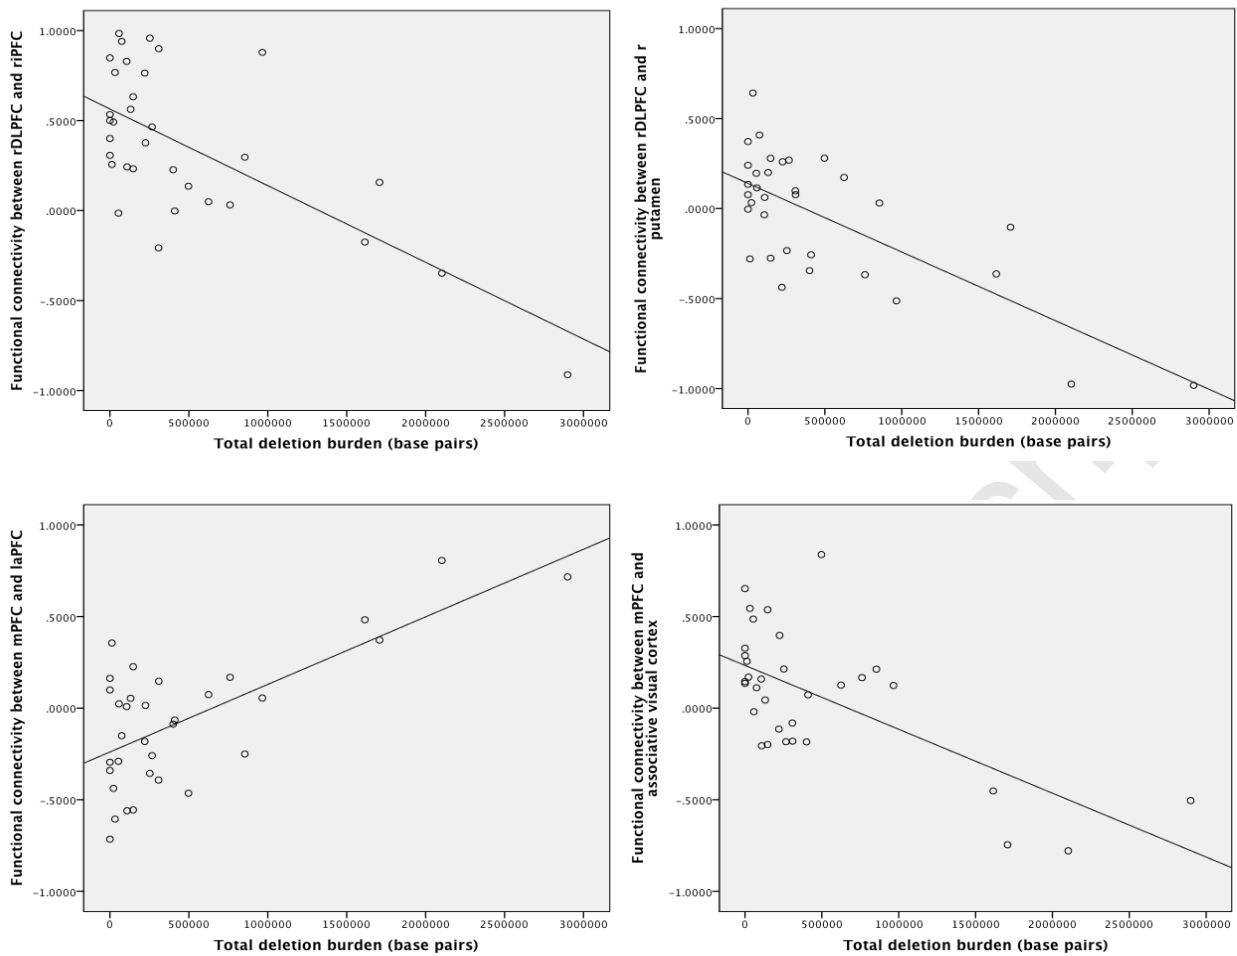 Functional connectivity between rDLPFC and riPFC
1.0000
.5000
.0000
–.5000
–1.0000
0 500000 1000000 1500000 2000000 2500000 3000000
Total deletion burden (base pairs)
Functional connectivity between rDLPFC and r
putamen
1.0000
.5000
.0000
–.5000
–1.0000
0 500000 1000000 1500000 2000000 2500000 3000000
Total deletion burden (base pairs)
Functional connectivity between mPFC and laPFC
1.0000
.5000
.0000
–.5000
–1.0000
0 500000 1000000 1500000 2000000 2500000 3000000
Total deletion burden (base pairs)
Functional connectivity between mPFC and
associative visual cortex
1.0000
.5000
.0000
–.5000
–1.0000
0 500000 1000000 1500000 2000000 2500000 3000000
Total deletion burden (base pairs)